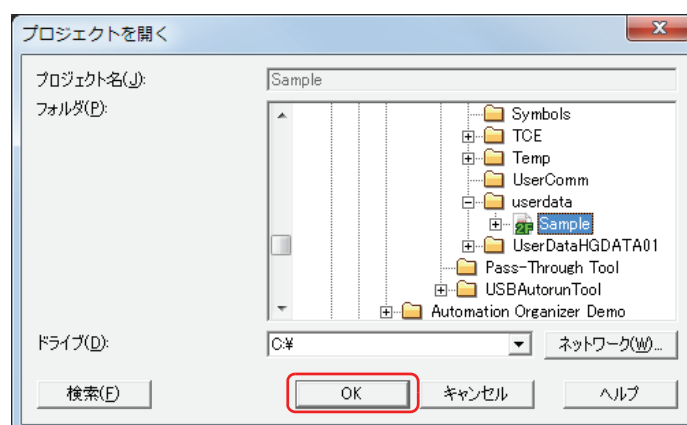 プロジェクトを開く
プロジェクト名(J):
Sample
フォルダ(P):
Symbols
TCE
Temp
UserComm
userdata
2F Sample
UserDataHGDATA01
Pass-Through Tool
USBAutorunTool
Automation Organizer Demo
ドライブ(D):
C:¥
ネットワーク(W)...
検索(F)
OK
キャンセル
ヘルプ